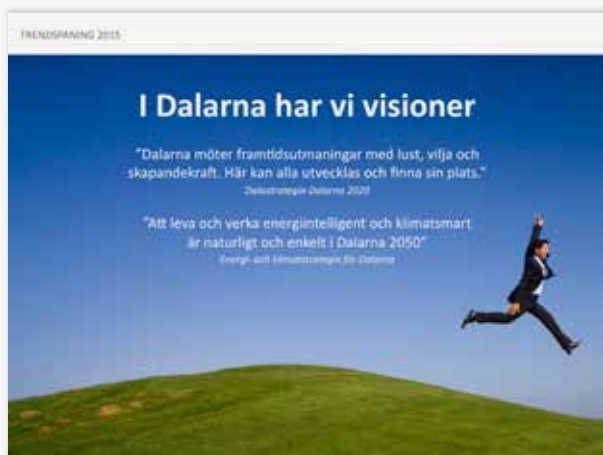 TRENDSPANING 2015
I Dalarna har vi visioner
"Dalarna möter framtidsutmaningar med lust, vilja och
skapandekraft. Här kan alla utvecklas och finna sin plats."
Dalastrategin Dalarna 2020
"Att leva och verka energiintelligent och klimatsmart
är naturligt och enkelt i Dalarna 2050"
Energi- och klimatstrategin för Dalarna